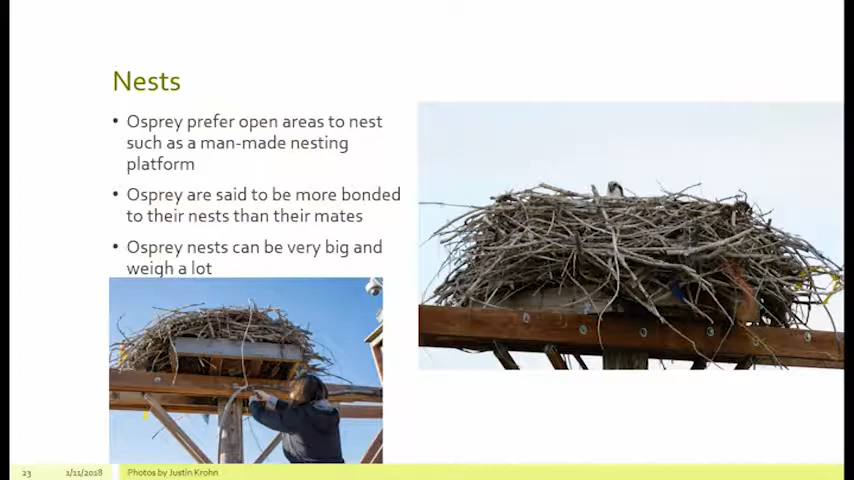 Nests
• Osprey prefer open areas to nest
such as a man-made nesting
platform
• Osprey are said to be more bonded
to their nests than their mates
• Osprey nests can be very big and
weigh a lot
23 1/11/2018 Photos by Justin Krohn